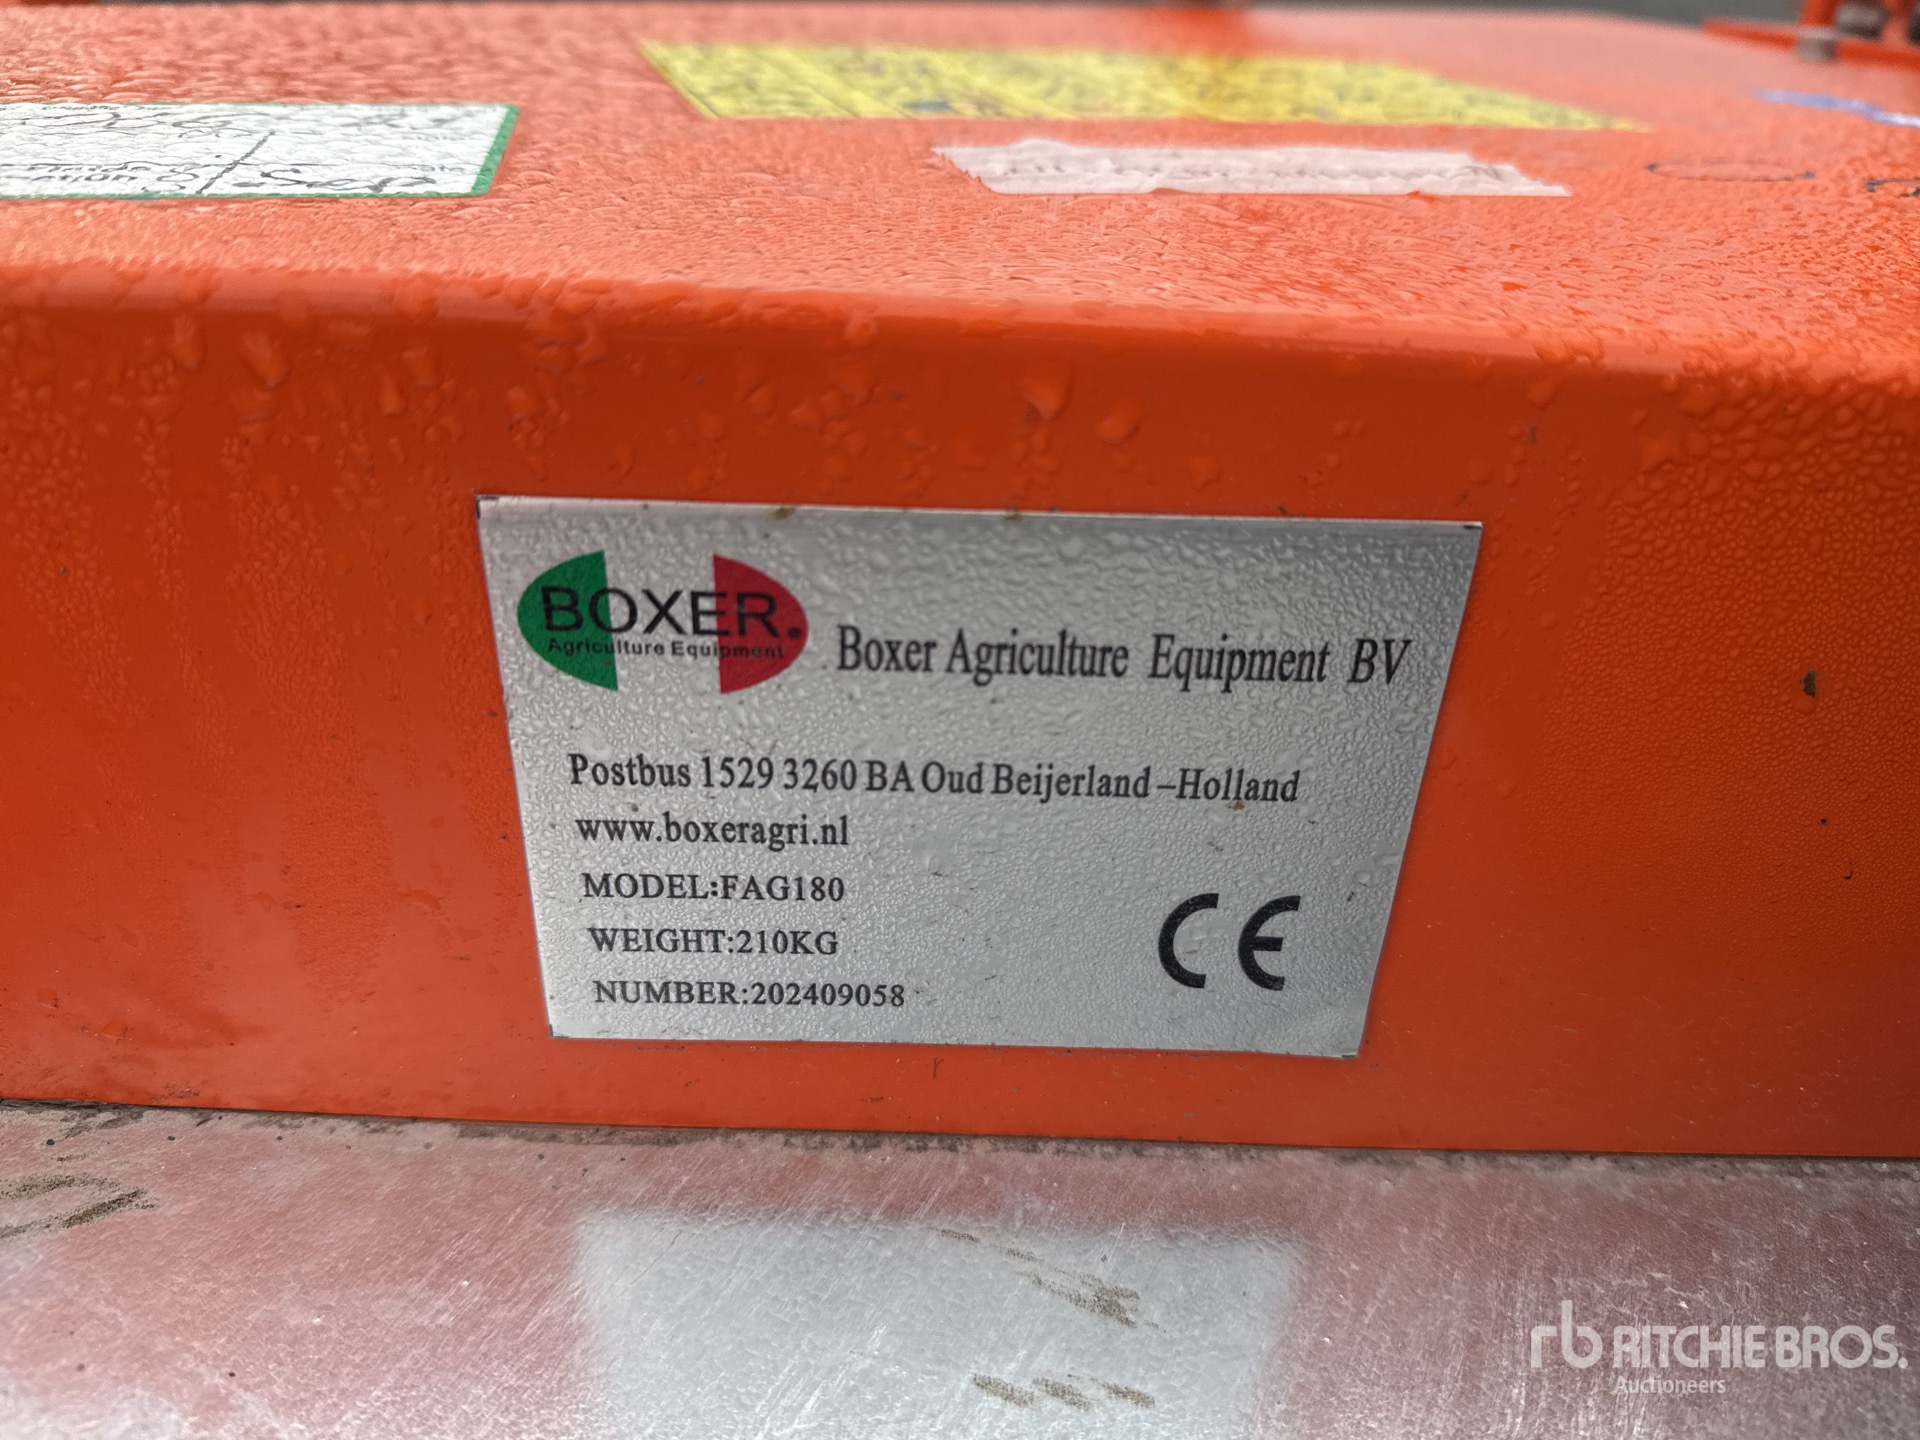 BOXER®
Agriculture Equipment
Boxer Agriculture Equipment BV
Postbus 1529 3260 BA Oud Beijerland –Holland
www.boxeragri.nl
MODEL:FAG180
WEIGHT:210KG
NUMBER:202409058
CE
rb RITCHIE BROS.
Auctioneers